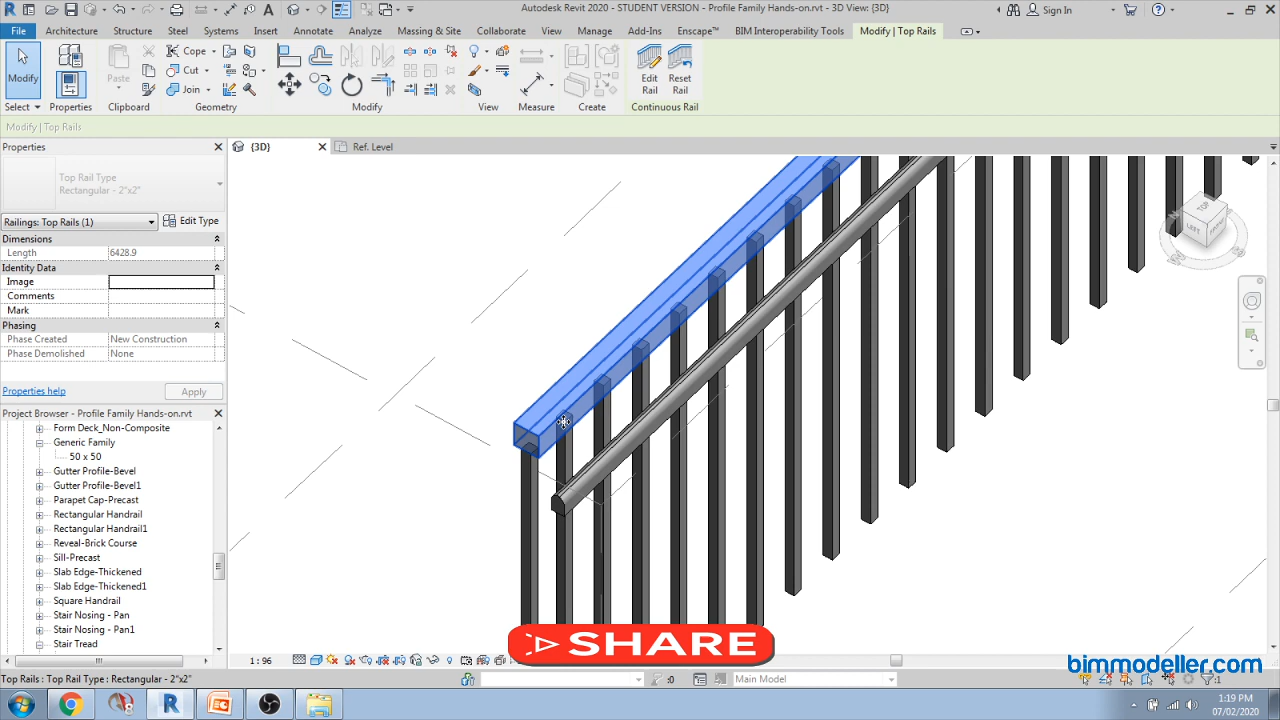 Autodesk Revit 2020 - STUDENT VERSION - Profile Family Hands-on.rvt - 3D View: {3D}
Sign In
File Architecture Structure Steel Systems Insert Annotate Analyze Massing & Site Collaborate View Manage Add-Ins Enscape™ BIM Interoperability Tools Modify | Top Rails
Modify
Paste
Cope
Cut
Join
Edit Rail
Reset Rail
Select Properties Clipboard Geometry Modify View Measure Create Continuous Rail
Modify | Top Rails
Properties
{3D}
Ref. Level
Top Rail Type
Rectangular - 2"x2"
Railings: Top Rails (1)
Edit Type
Dimensions
Length 6428.9
Identity Data
Image
Comments
Mark
Phasing
Phase Created New Construction
Phase Demolished None
Properties help
Apply
Project Browser - Profile Family Hands-on.rvt
Form Deck_Non-Composite
Generic Family
50 x 50
Gutter Profile-Bevel
Gutter Profile-Bevel1
Parapet Cap-Precast
Rectangular Handrail
Rectangular Handrail1
Reveal-Brick Course
Sill-Precast
Slab Edge-Thickened
Slab Edge-Thickened1
Square Handrail
Stair Nosing - Pan
Stair Nosing - Pan1
Stair Tread
TOP
LEFT
FRONT
SHARE
1 : 96
bimmodeller.com
Top Rails : Top Rail Type : Rectangular - 2"x2"
:0
Main Model
:1
1:19 PM
07/02/2020